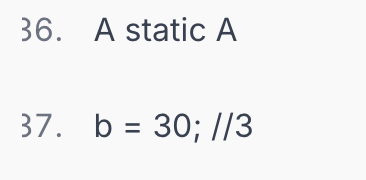 36. A static A
37. b = 30; //3